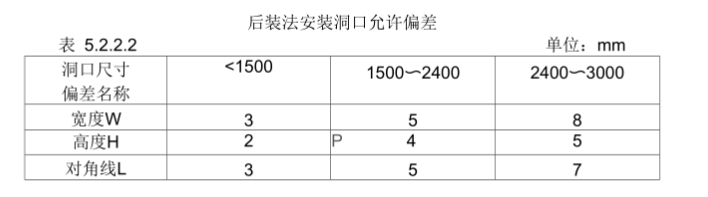 后装法安装洞口允许偏差
表 5.2.2.2 单位：mm
洞口尺寸 <1500 1500～2400 2400～3000
偏差名称
宽度W 3 5 8
高度H 2 P 4 5
对角线L 3 5 7